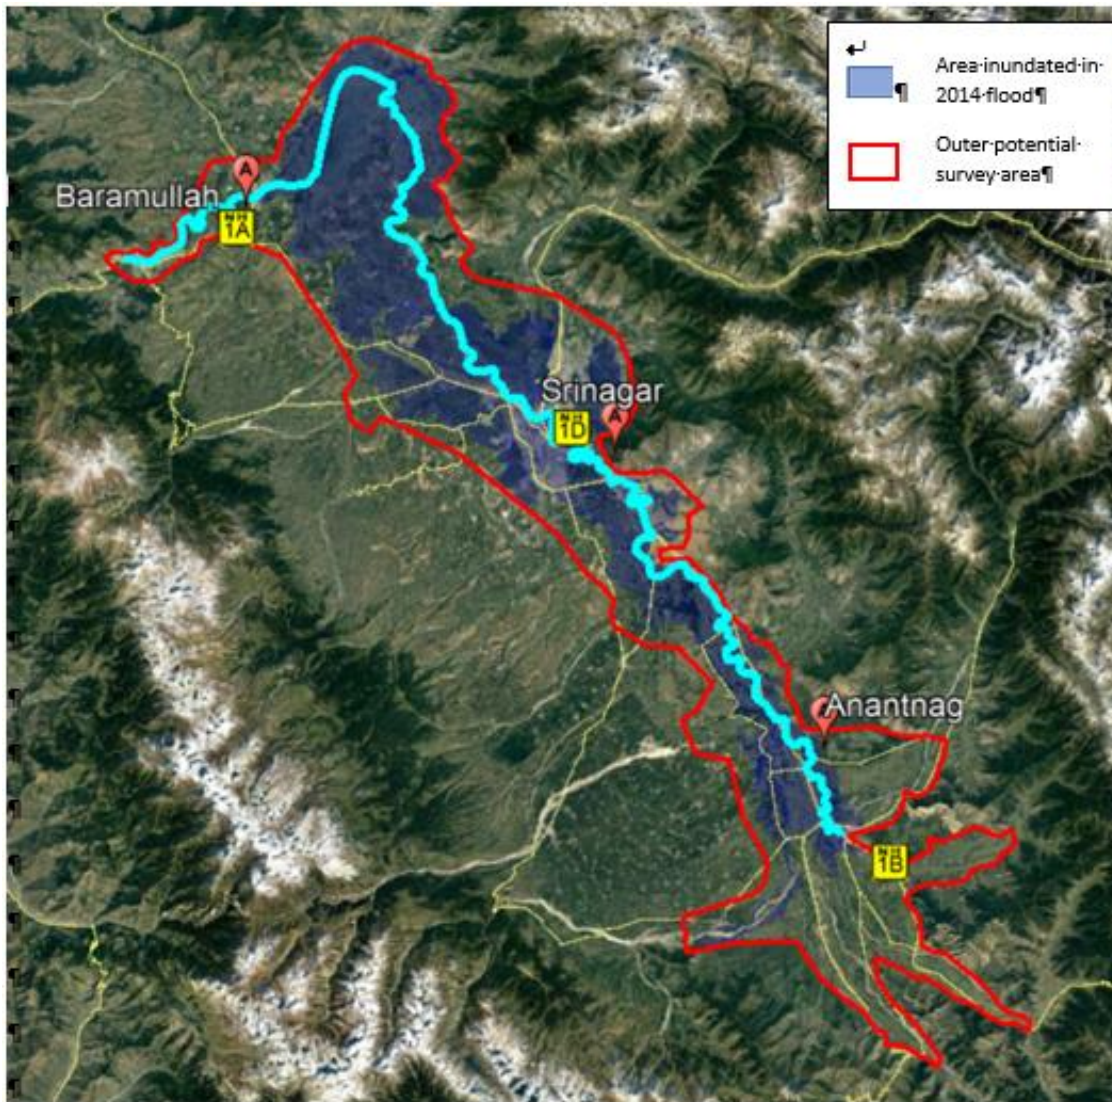 ↵
¶
Area·inundated·in·
2014·flood¶
Outer·potential·
survey·area¶
A
Baramullah
NH
1A
Srinagar
A
NH
1D
Anantnag
NH
1B